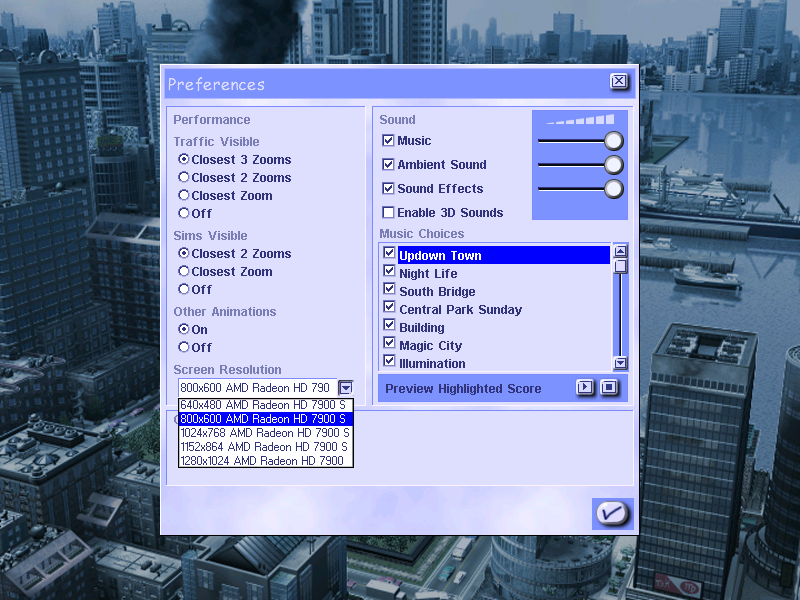 Preferences
Performance
Traffic Visible
Closest 3 Zooms
Closest 2 Zooms
Closest Zoom
Off
Sims Visible
Closest 2 Zooms
Closest Zoom
Off
Other Animations
On
Off
Screen Resolution
800x600 AMD Radeon HD 790
640x480 AMD Radeon HD 7900 S
800x600 AMD Radeon HD 7900 S
1024x768 AMD Radeon HD 7900 S
1152x864 AMD Radeon HD 7900 S
1280x1024 AMD Radeon HD 7900
Sound
Music
Ambient Sound
Sound Effects
Enable 3D Sounds
Music Choices
Updown Town
Night Life
South Bridge
Central Park Sunday
Building
Magic City
Illumination
Preview Highlighted Score